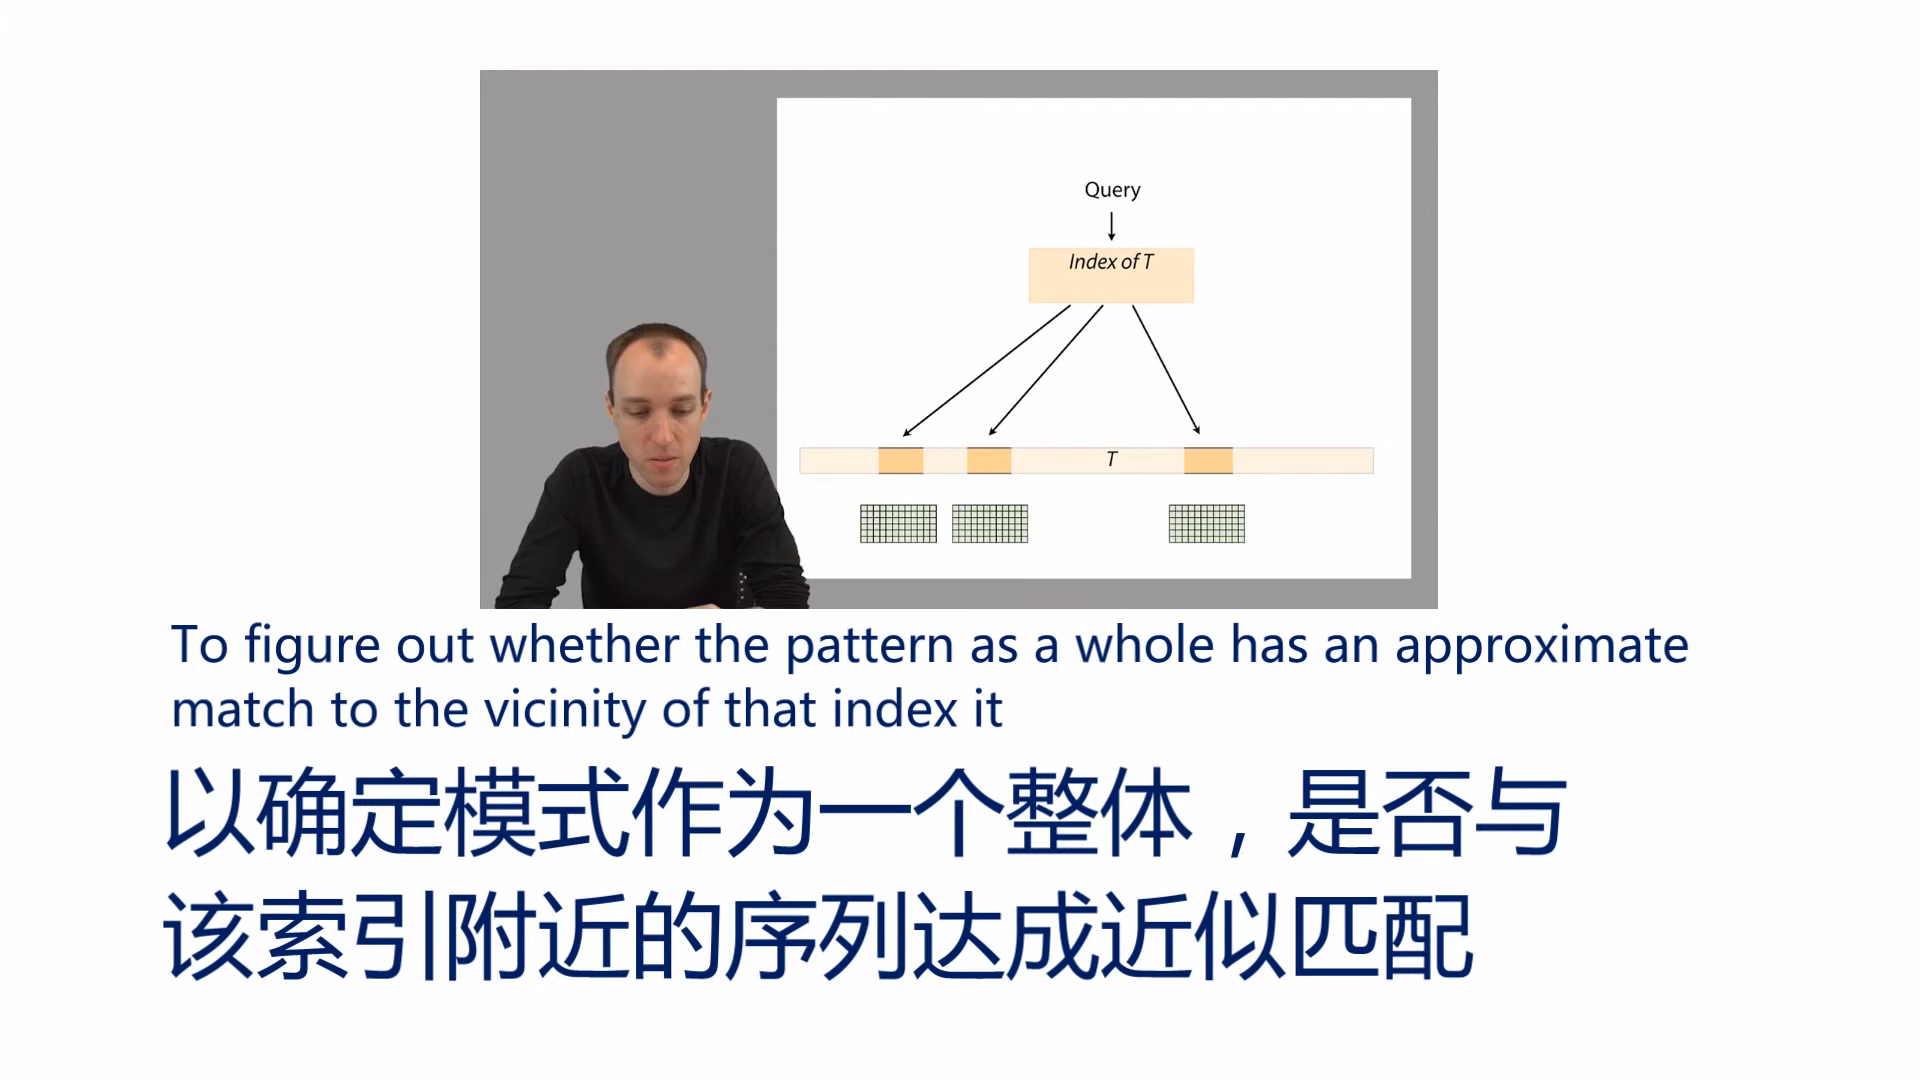 Query
Index of T
T
To figure out whether the pattern as a whole has an approximate
match to the vicinity of that index it
以确定模式作为一个整体，是否与
该索引附近的序列达成近似匹配